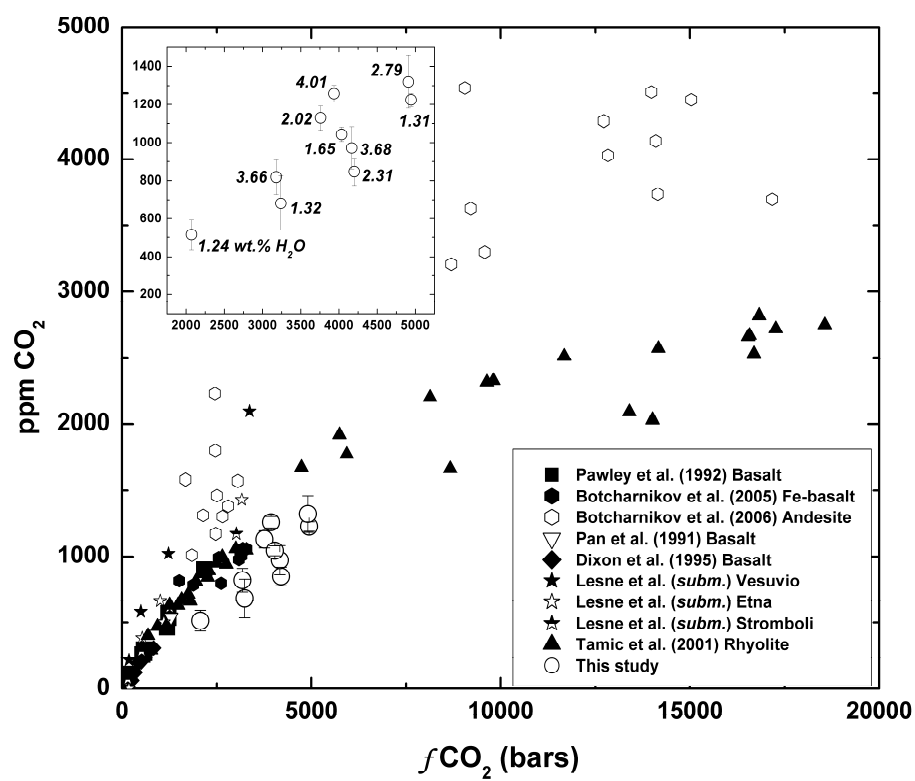 5000
4000
3000
2000
1000
0
ppm CO2
1400
1200
1000
800
600
400
200
2.79
4.01
2.02
1.31
1.65
3.68
3.66
2.31
1.32
1.24 wt.% H2O
2000 2500 3000 3500 4000 4500 5000
Pawley et al. (1992) Basalt
Botcharnikov et al. (2005) Fe-basalt
Botcharnikov et al. (2006) Andesite
Pan et al. (1991) Basalt
Dixon et al. (1995) Basalt
Lesne et al. (subm.) Vesuvio
Lesne et al. (subm.) Etna
Lesne et al. (subm.) Stromboli
Tamic et al. (2001) Rhyolite
This study
0 5000 10000 15000 20000
fCO2 (bars)